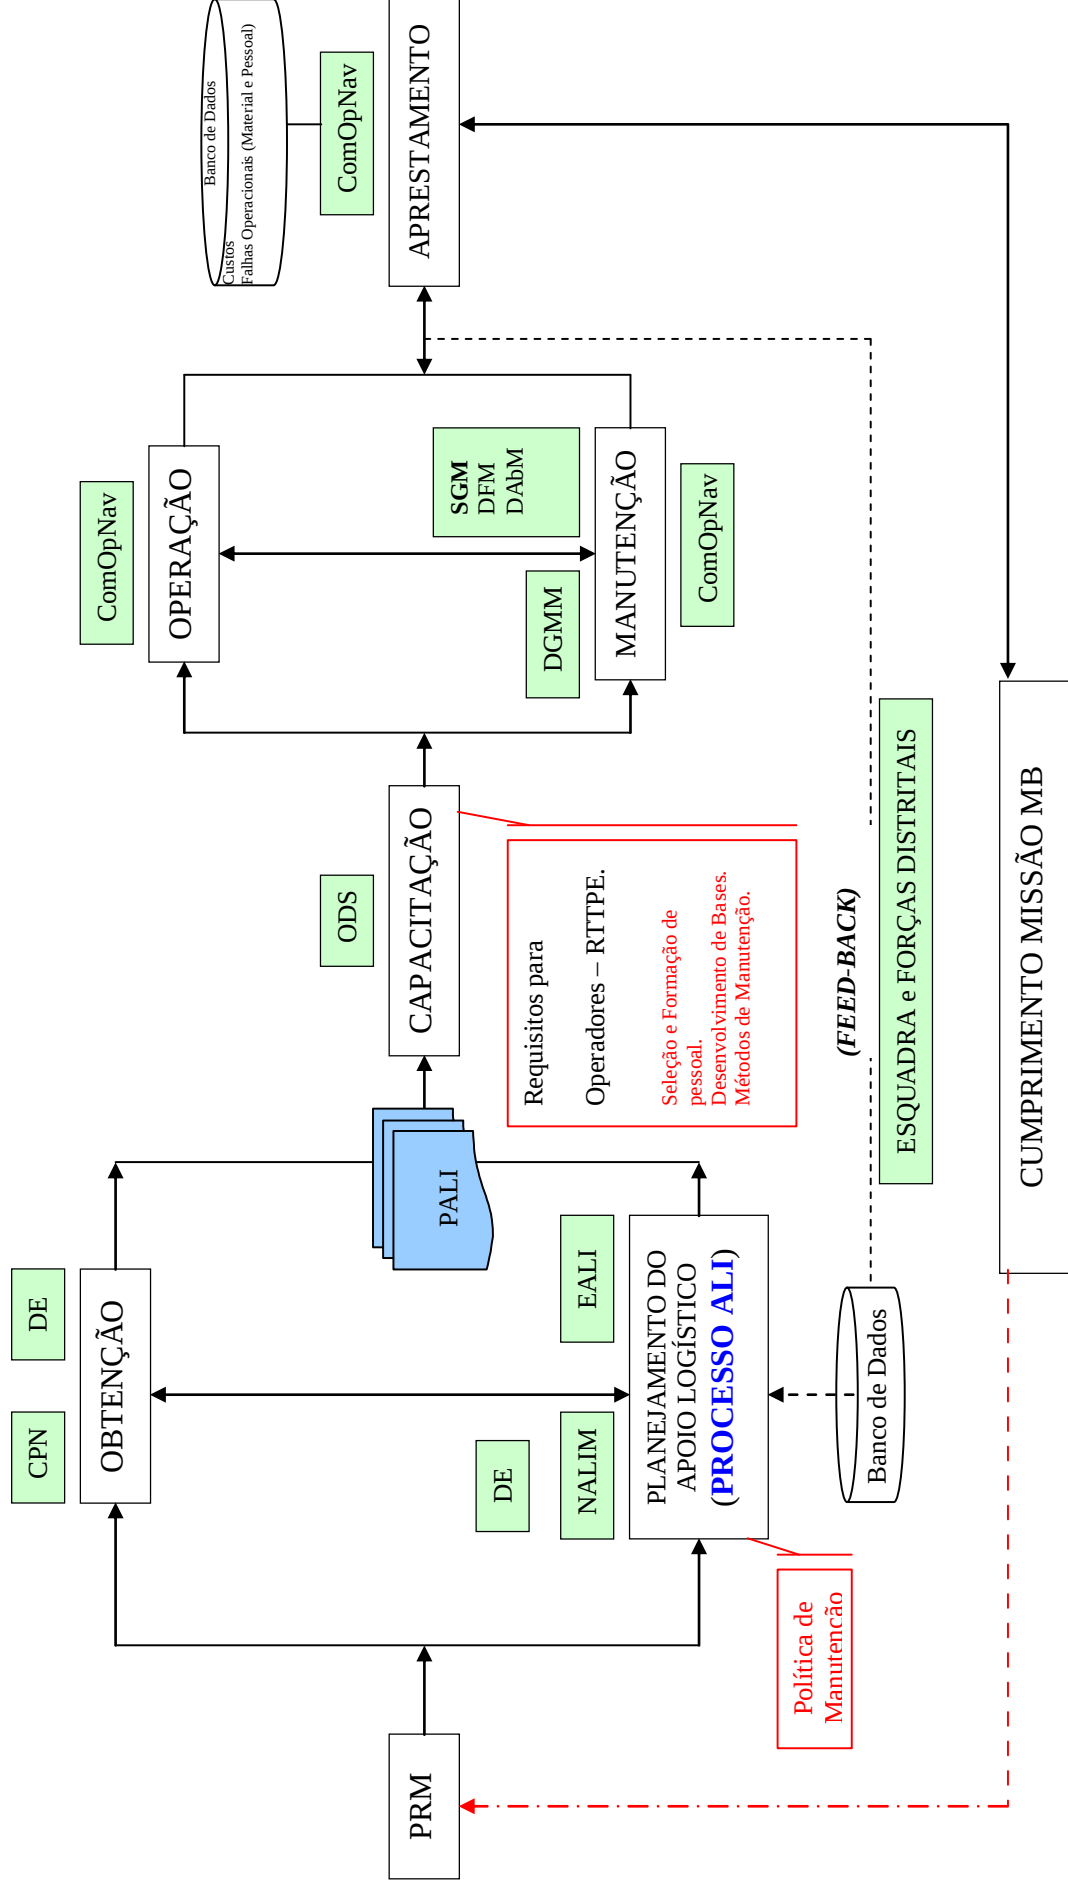 PRM
CPN
DE
OBTENÇÃO
DE
NALIM
EALI
PLANEJAMENTO DO
APOIO LOGÍSTICO
(PROCESSO ALI)
Política de
Manutencão
Banco de Dados
PALI
ODS
CAPACITAÇÃO
Requisitos para
Operadores – RTTPE.
Seleção e Formação de
pessoal.
Desenvolvimento de Bases.
Métodos de Manutenção.
(FEED-BACK)
ESQUADRA e FORÇAS DISTRITAIS
CUMPRIMENTO MISSÃO MB
ComOpNav
OPERAÇÃO
SGM
DFM
DAbM
DGMM
MANUTENÇÃO
ComOpNav
Banco de Dados
Custos
Falhas Operacionais (Material e Pessoal)
ComOpNav
APRESTAMENTO